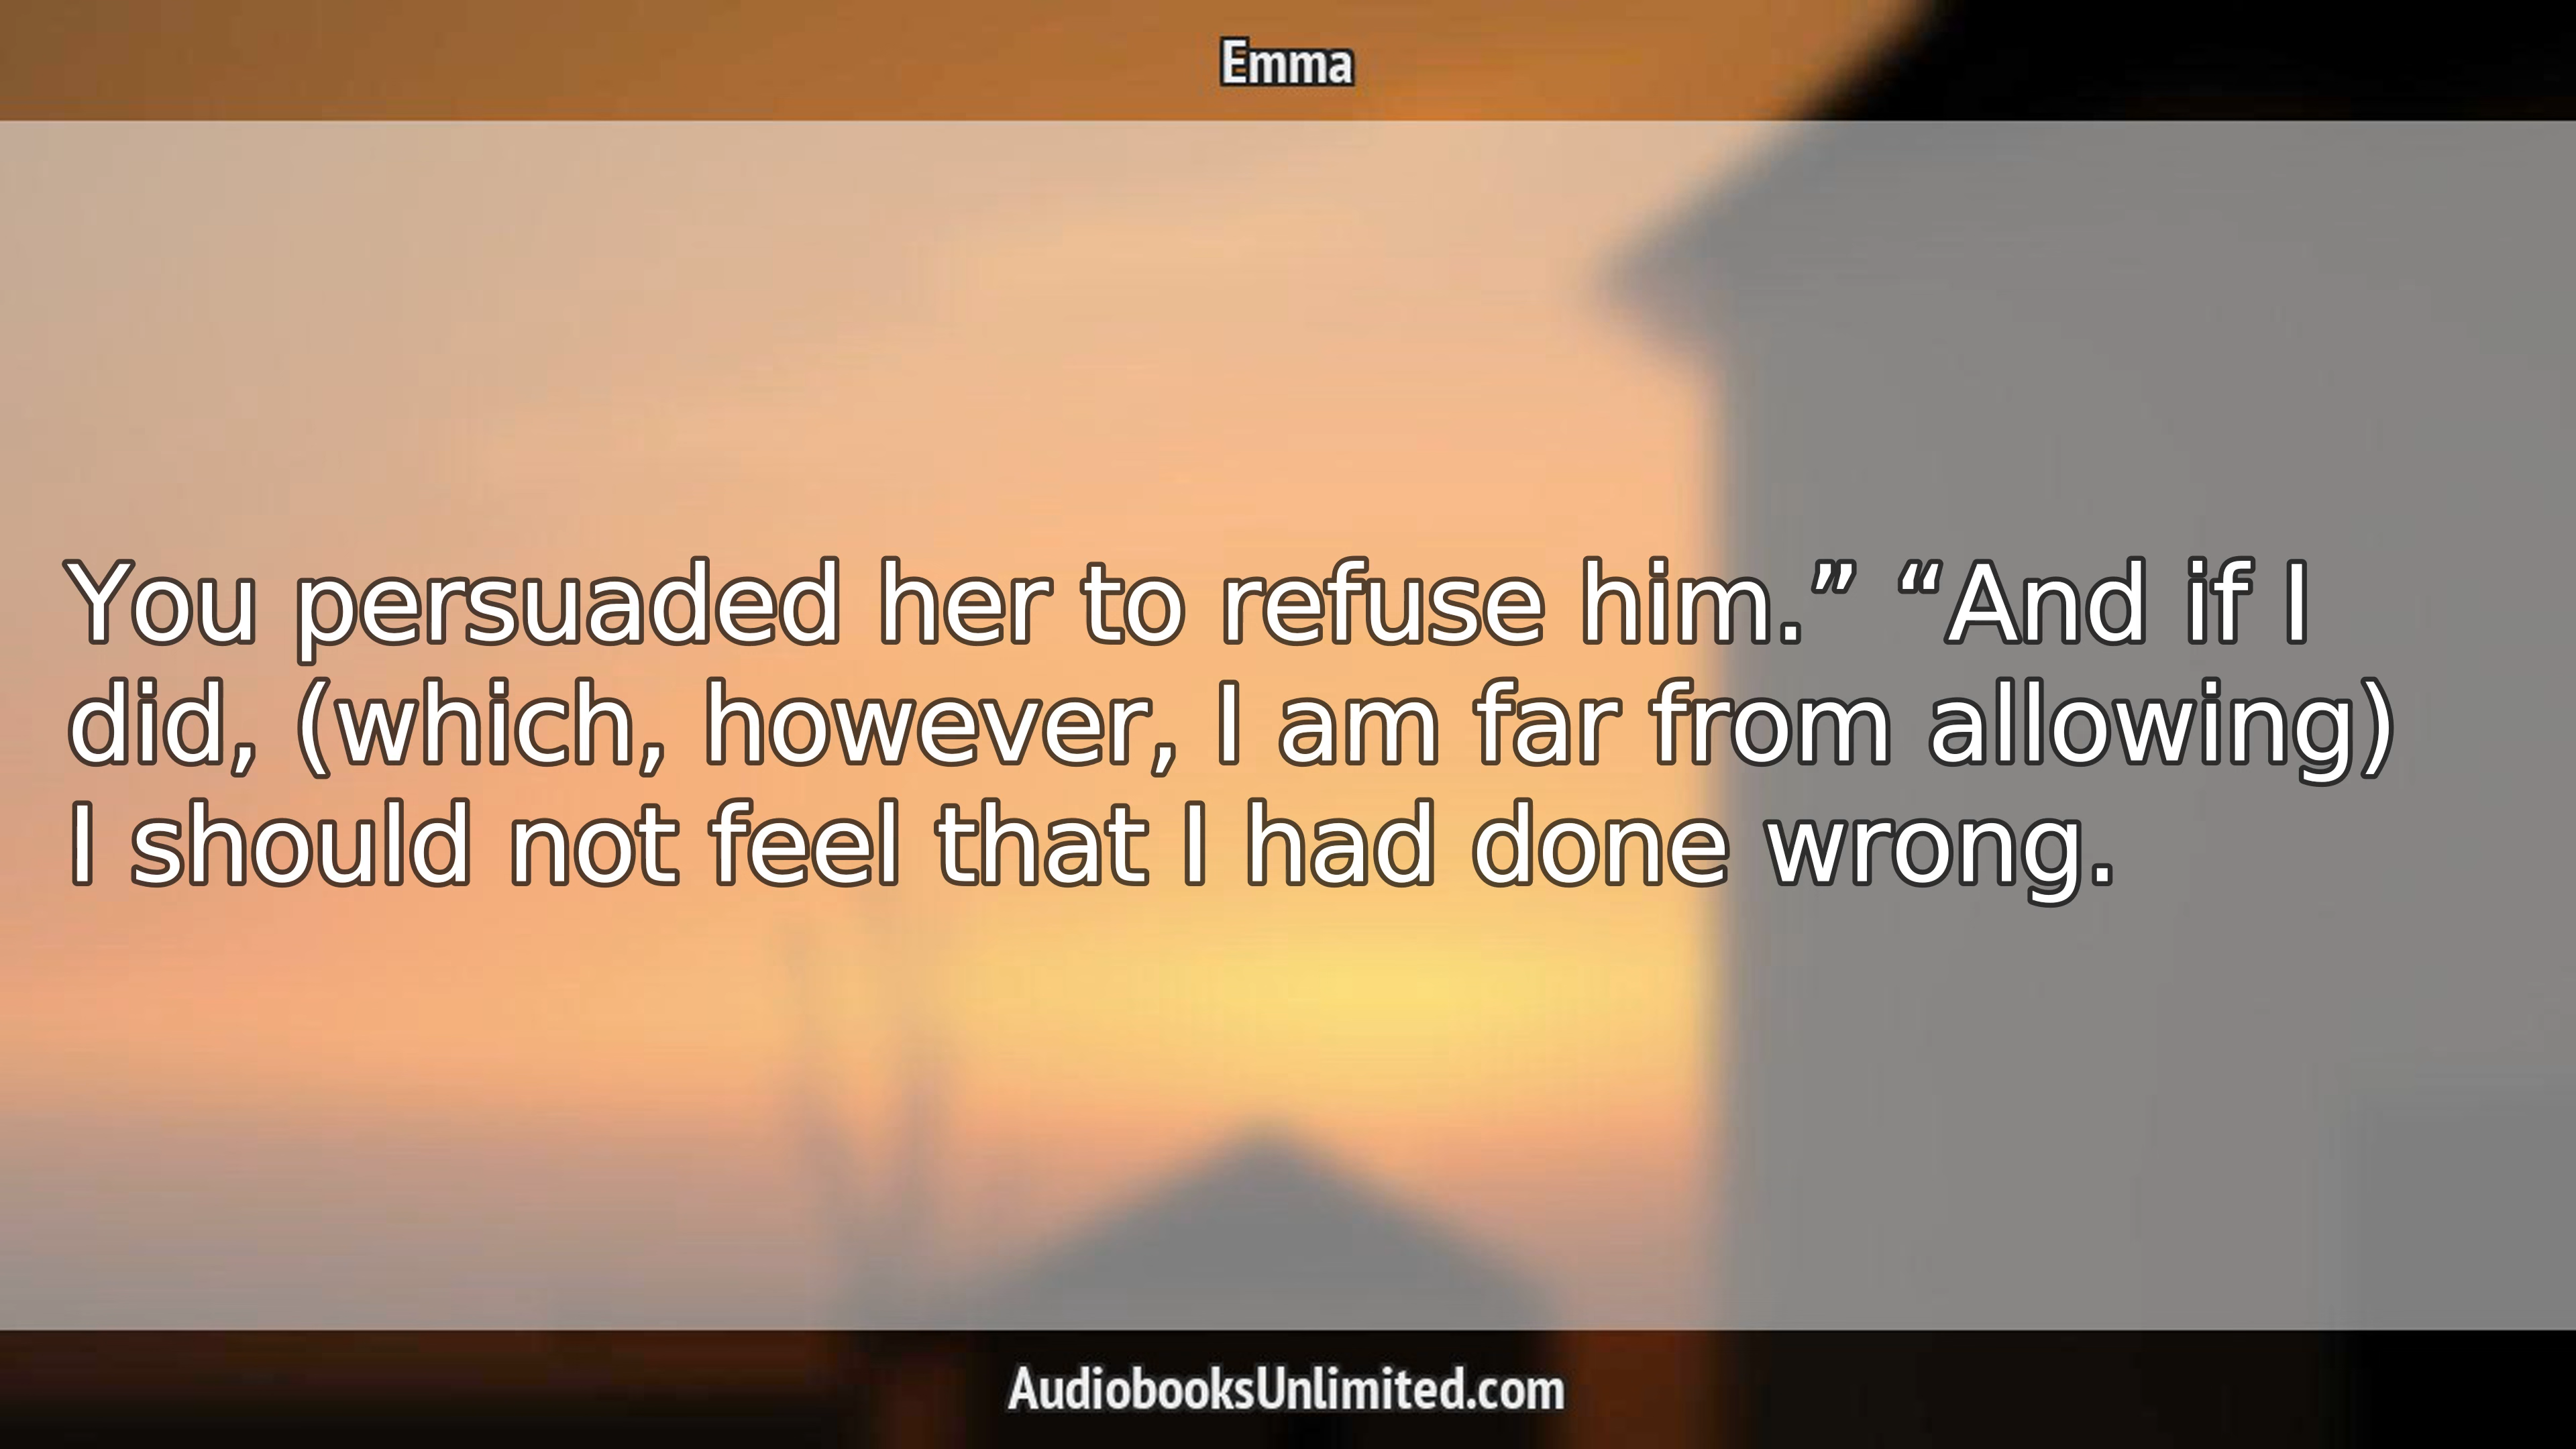 Emma
You persuaded her to refuse him.” “And if I
did, (which, however, I am far from allowing)
I should not feel that I had done wrong.
AudiobooksUnlimited.com